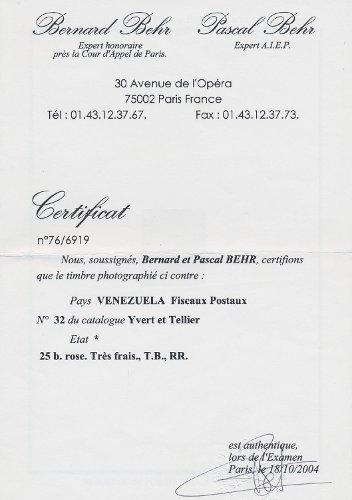 Bernard Behr Pascal Behr
Expert honoraire Expert A.I.E.P.
près la Cour d'Appel de Paris.
30 Avenue de l'Opéra
75002 Paris France
Tél : 01.43.12.37.67. Fax : 01.43.12.37.73.
Certificat
n°76/6919
Nous, soussignés, Bernard et Pascal BEHR, certifions
que le timbre photographié ci contre :
Pays VENEZUELA Fiscaux Postaux
N° 32 du catalogue Yvert et Tellier
Etat *
25 b. rose. Très frais., T.B., RR.
est authentique,
lors de l'Examen
Paris, le 18/10/2004